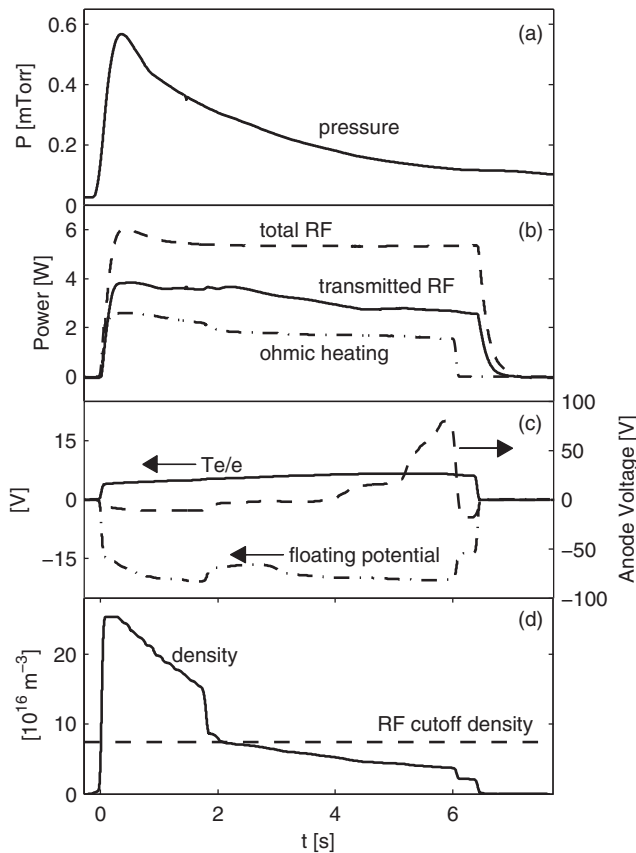 0.6
(a)
0.4
P [mTorr]
pressure
0.2
0
6
total RF
(b)
4
transmitted RF
Power [W]
2
ohmic heating
0
(c)
100
15
Te/e
50
[V]
0
0
Anode Voltage [V]
−15
floating potential
−50
−100
(d)
20
density
[10¹⁶ m⁻³]
10
RF cutoff density
0
0
2
4
6
t [s]